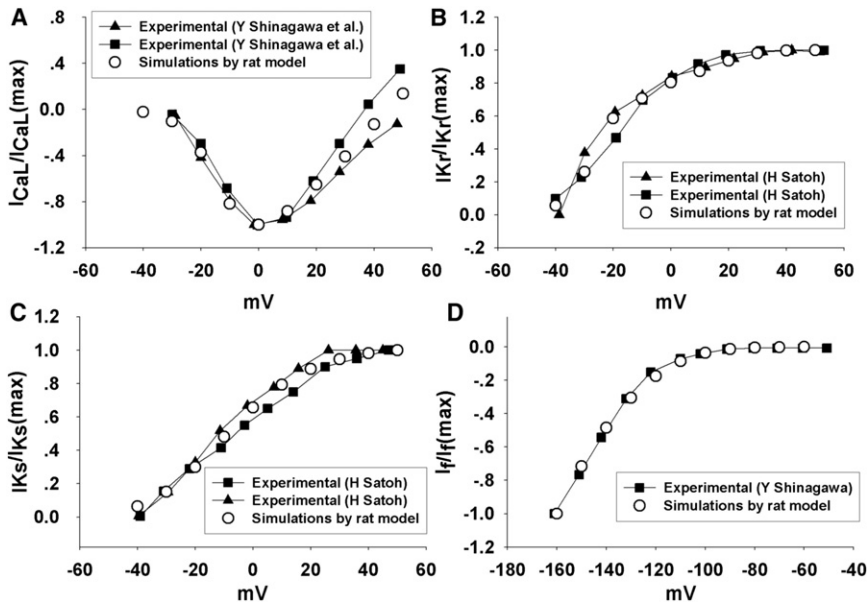 A
Experimental (Y Shinagawa et al.)
Experimental (Y Shinagawa et al.)
Simulations by rat model
ICaL/ICaL(max)
.8
.4
0.0
-.4
-.8
-1.2
-60 -40 -20 0 20 40 60
mV
B
Experimental (H Satoh)
Experimental (H Satoh)
Simulations by rat model
IKr/IKr(max)
1.2
1.0
.8
.6
.4
.2
0.0
-.2
-60 -40 -20 0 20 40 60
mV
C
Experimental (H Satoh)
Experimental (H Satoh)
Simulations by rat model
IKs/IKs(max)
1.2
1.0
.8
.6
.4
.2
0.0
-60 -40 -20 0 20 40 60
mV
D
Experimental (Y Shinagawa)
Simulations by rat model
If/If(max)
0.0
-.2
-.4
-.6
-.8
-1.0
-1.2
-180 -160 -140 -120 -100 -80 -60 -40
mV